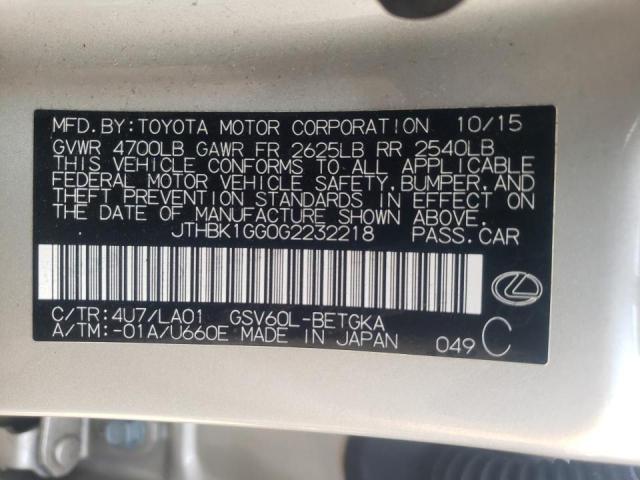 MFD.BY:TOYOTA MOTOR CORPORATION 10/15
GVWR 4700LB GAWR FR 2625LB RR 2540LB
THIS VEHICLE CONFORMS TO ALL APPLICABLE
FEDERAL MOTOR VEHICLE SAFETY,BUMPER,AND
THEFT PREVENTION STANDARDS IN EFFECT ON
THE DATE OF MANUFACTURE SHOWN ABOVE.
JTHBK1GG0G2232218 PASS.CAR
C/TR:4U7/LA01 GSV60L-BETGKA
A/TM:-01A/U660E MADE IN JAPAN 049 C